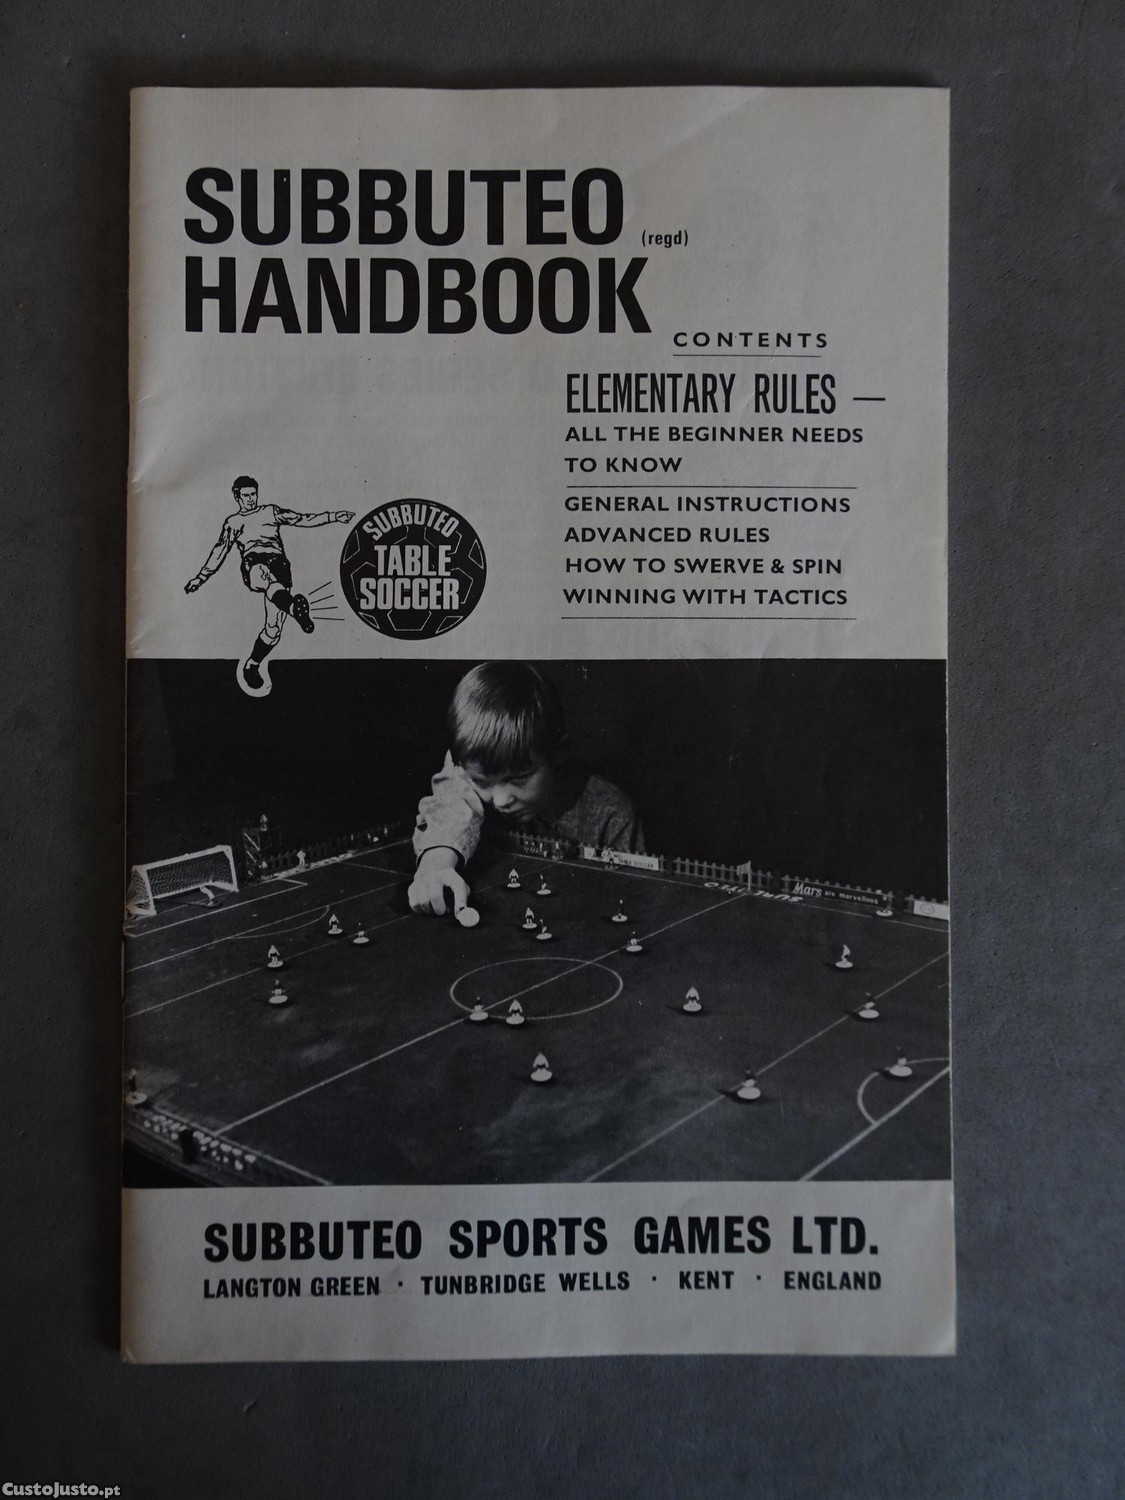 SUBBUTEO (regd)
HANDBOOK
CONTENTS
ELEMENTARY RULES —
ALL THE BEGINNER NEEDS
TO KNOW
GENERAL INSTRUCTIONS
ADVANCED RULES
HOW TO SWERVE & SPIN
WINNING WITH TACTICS
SUBBUTEO
TABLE
SOCCER
TABLE SOCCER
Mars are marvellous
SUBBUTEO SPORTS GAMES LTD.
LANGTON GREEN · TUNBRIDGE WELLS · KENT · ENGLAND
CustoJusto.pt